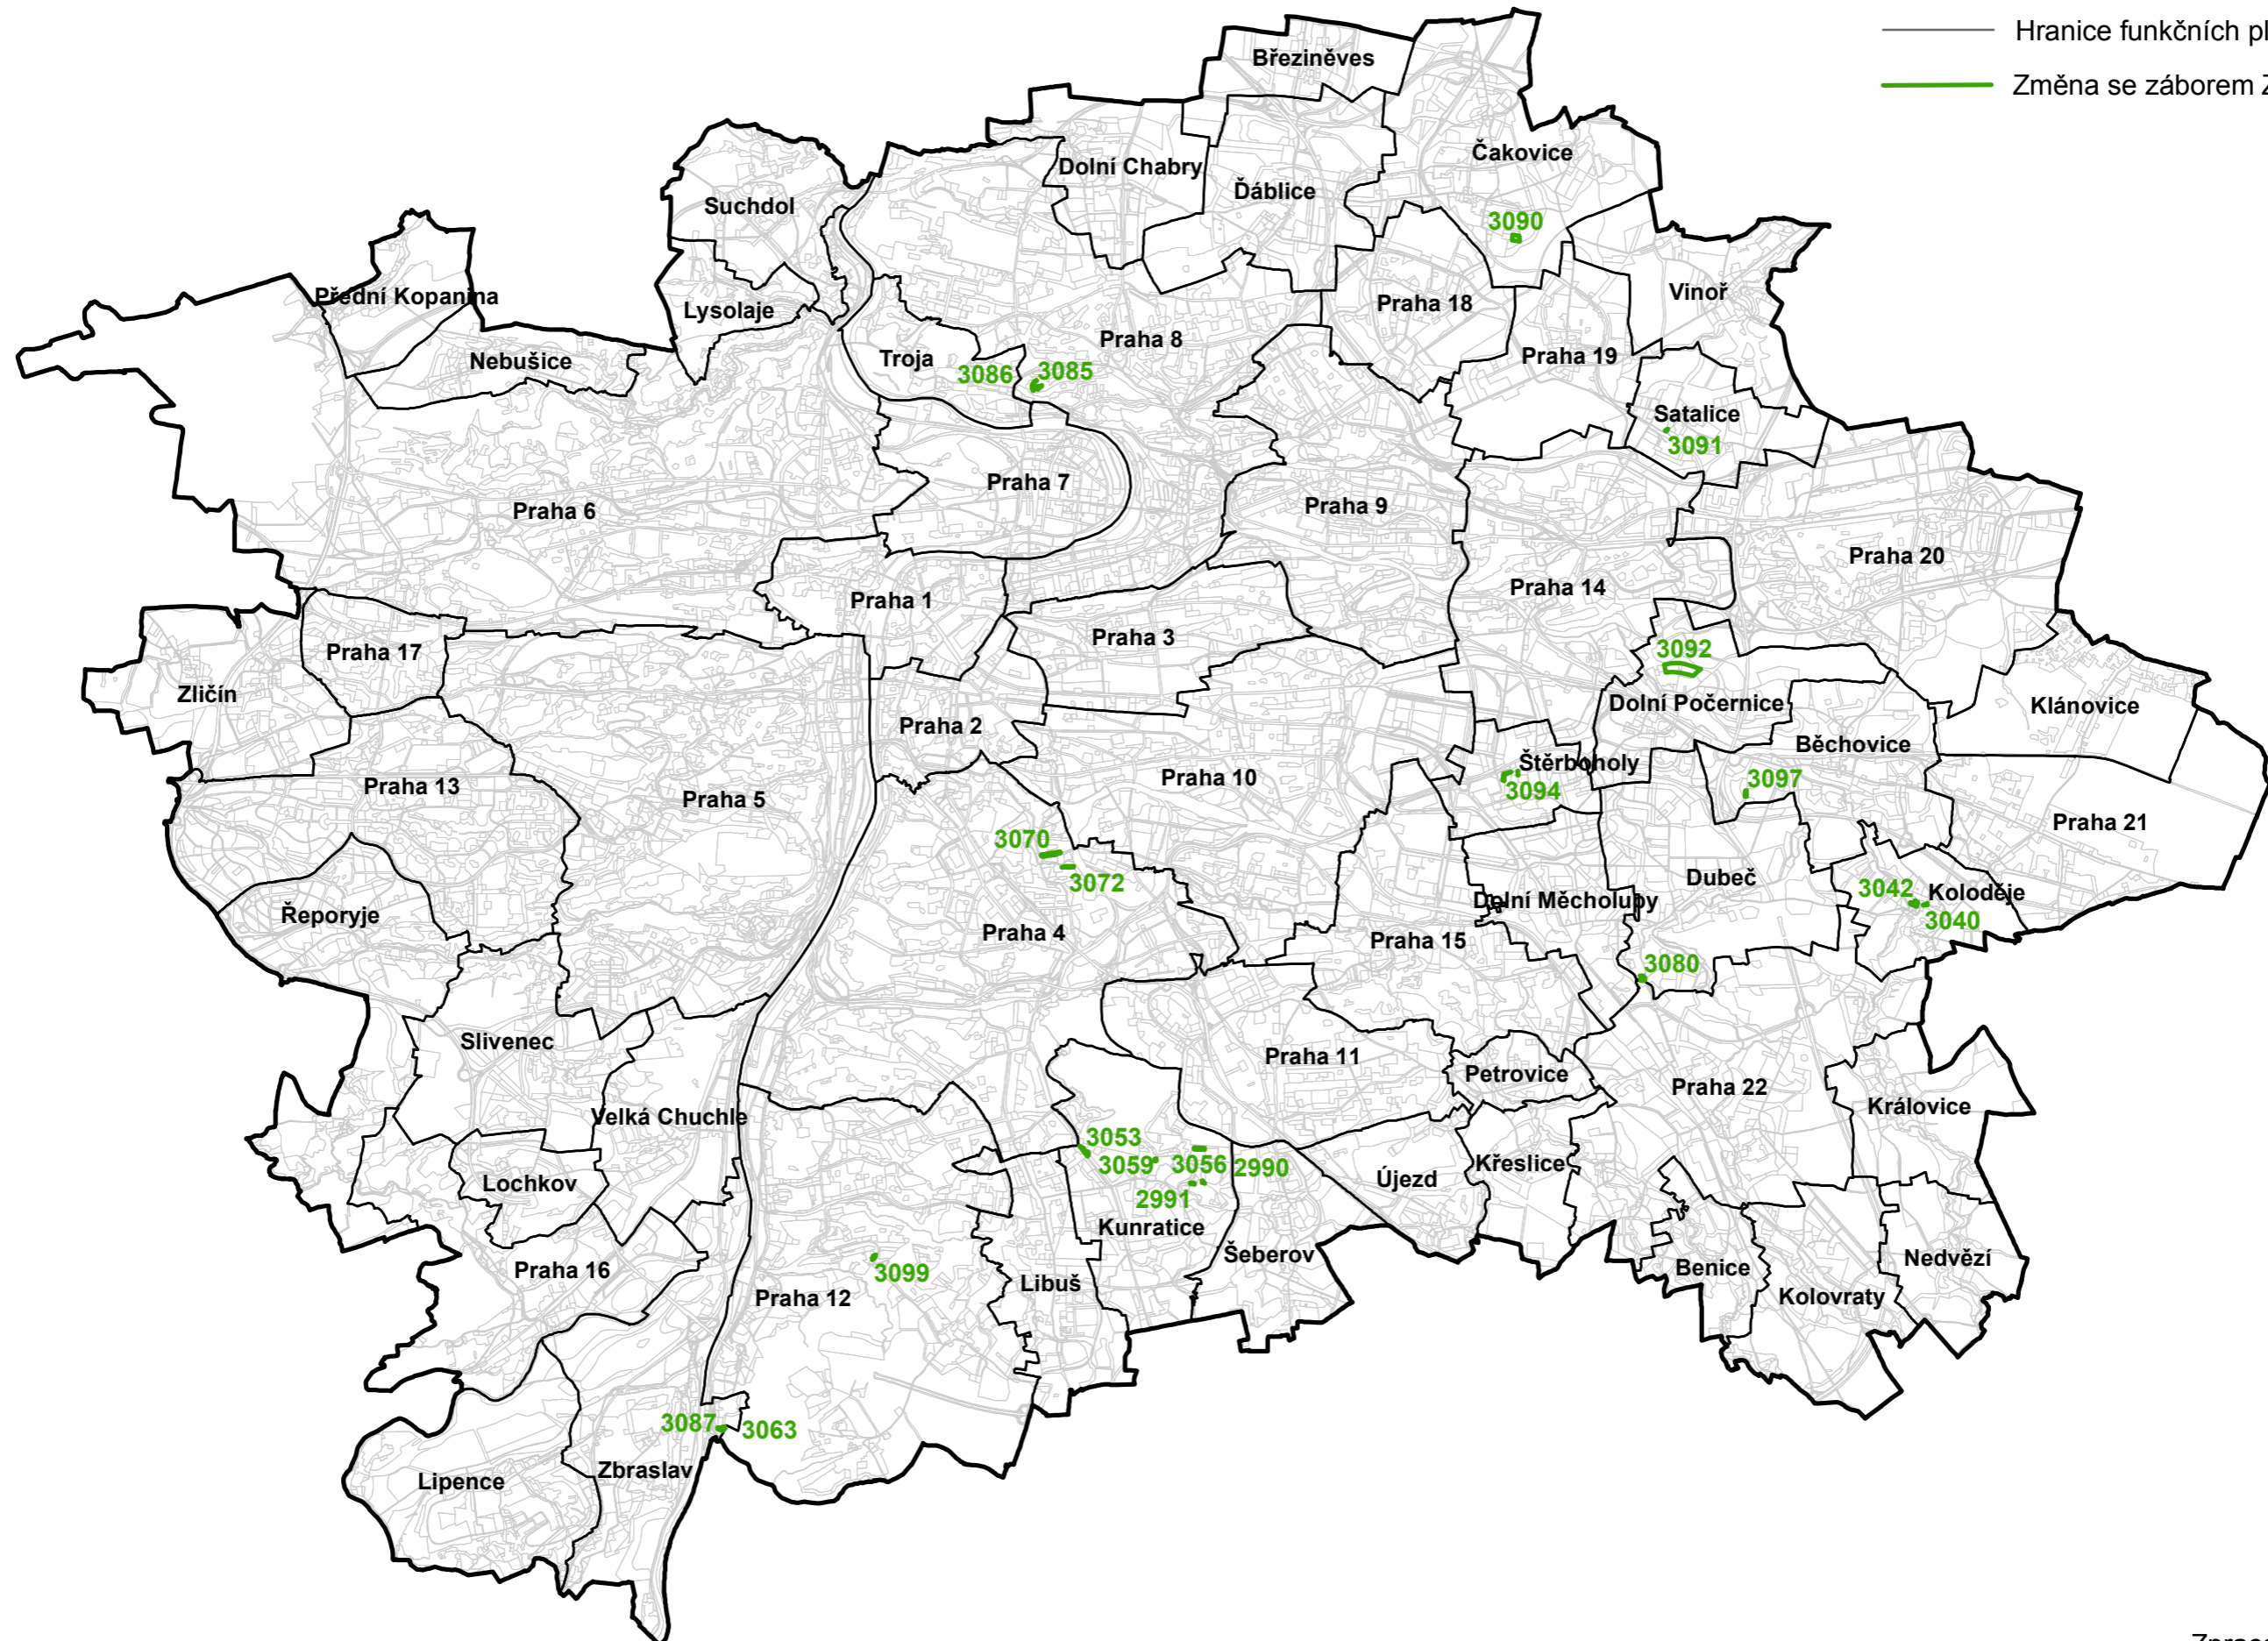 Hranice funkčních
Změna se záborem
Březiněves
Čakovice
Dolní Chabry
Ďáblice
Suchdol
3090
Přední Kopanina
Lysolaje
Vinoř
Praha 18
Nebušice
Troja
Praha 8
Praha 19
3086
3085
Satalice
3091
Praha 7
Praha 6
Praha 9
Praha 20
Praha 14
Praha 1
Praha 3
Praha 17
3092
Zličín
Dolní Počernice
Klánovice
Praha 2
Běchovice
Štěrboholy
Praha 13
Praha 5
Praha 10
3094
3097
Praha 21
3070
3072
Dubeč
3042
Koloděje
3040
Řeporyje
Dolní Měcholupy
Praha 4
Praha 15
3080
Slivenec
Praha 11
Petrovice
Praha 22
Královice
Velká Chuchle
3053
3059
3056
2990
2991
Křeslice
Újezd
Lochkov
Kunratice
Šeberov
Nedvězí
Praha 16
3099
Benice
Libuš
Praha 12
Kolovraty
3087
3063
Zbraslav
Lipence